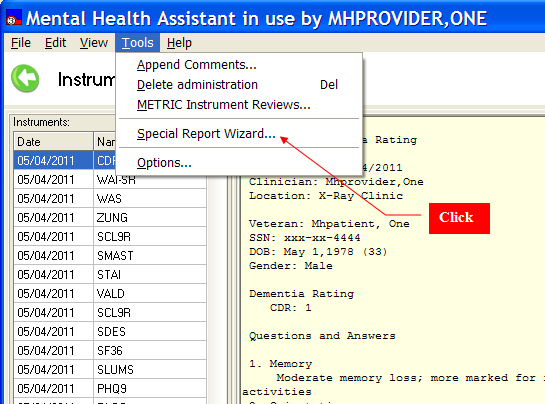 Mental Health Assistant in use by MHPROVIDER,ONE
File Edit View Tools Help
Append Comments...
Delete administration Del
METRIC Instrument Reviews...
Special Report Wizard...
Options...
Instruments:
Date
05/04/2011 CDR
05/04/2011 WAI-SR
05/04/2011 WAS
05/04/2011 ZUNG
05/04/2011 SCL9R
05/04/2011 SMAST
05/04/2011 STAI
05/04/2011 VALD
05/04/2011 SCL9R
05/04/2011 SDES
05/04/2011 SF36
05/04/2011 SLUMS
05/04/2011 PHQ9
Rating
/2011
Clinician: Mhprovider,One
Location: X-Ray Clinic
Click
Veteran: Mhpatient, One
SSN: xxx-xx-4444
DOB: May 1,1978 (33)
Gender: Male
Dementia Rating
CDR: 1
Questions and Answers
1. Memory
Moderate memory loss; more marked for
activities